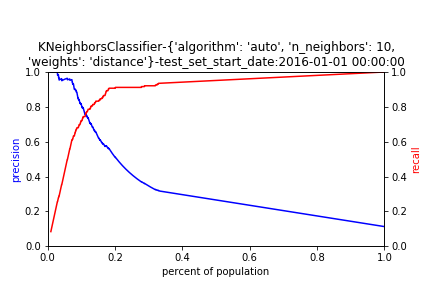 KNeighborsClassifier-{'algorithm': 'auto', 'n_neighbors': 10,
'weights': 'distance'}-test_set_start_date:2016-01-01 00:00:00
1.0
0.8
0.6
0.4
0.2
0.0
precision
1.0
0.8
0.6
0.4
0.2
0.0
recall
0.0 0.2 0.4 0.6 0.8 1.0
percent of population